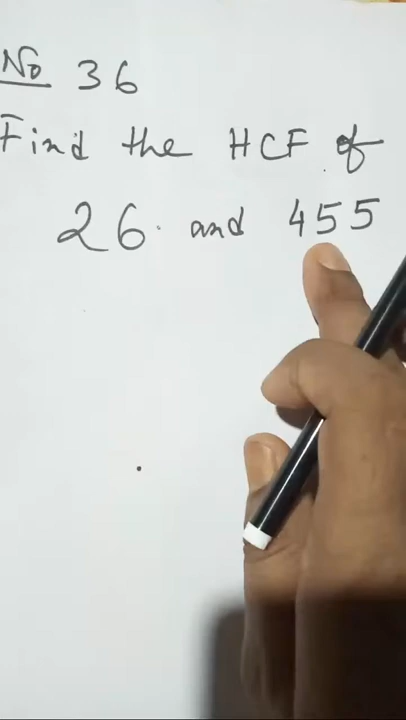 No 36
Find the HCF of
26. and 455